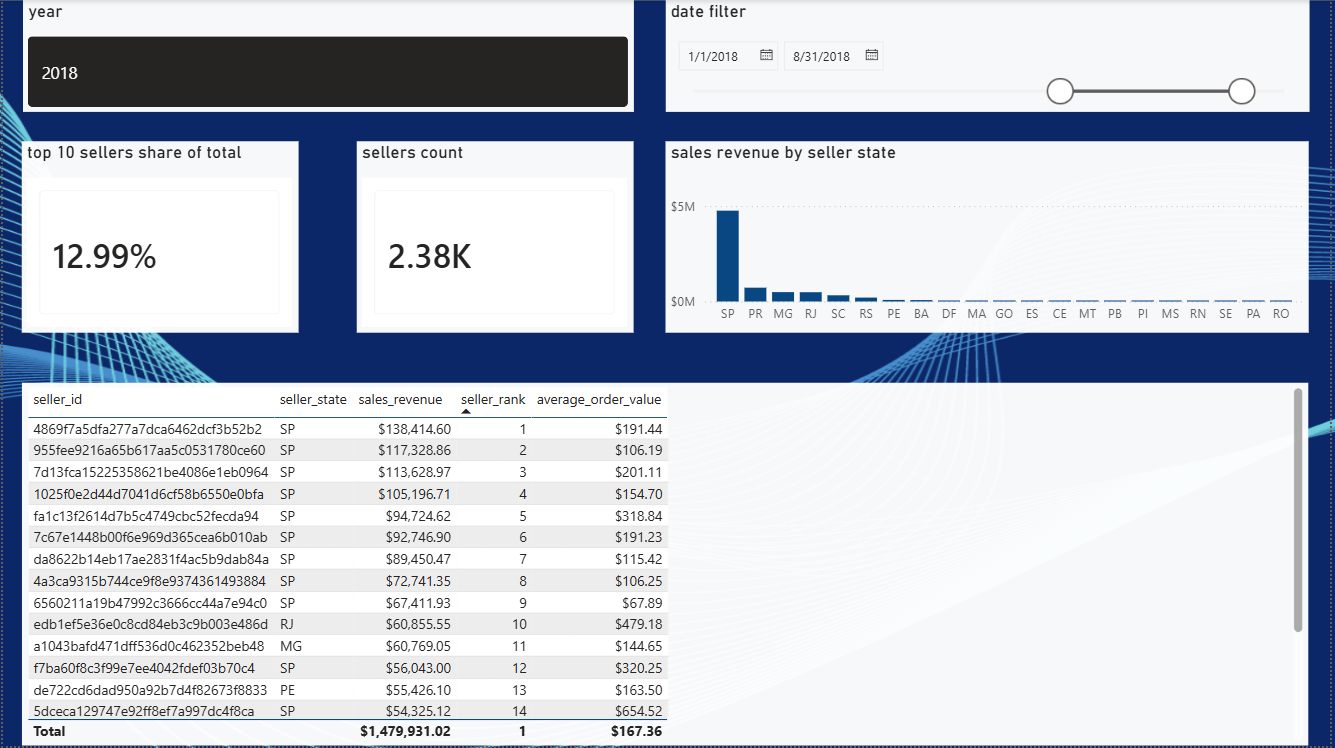 year
2018
date filter
1/1/2018 8/31/2018
top 10 sellers share of total
12.99%
sellers count
2.38K
sales revenue by seller state
$5M
$0M
SP PR MG RJ SC RS PE BA DF MA GO ES CE MT PB PI MS RN SE PA RO
seller_id seller_state sales_revenue seller_rank average_order_value
4869f7a5dfa277a7dca6462dcf3b52b2 SP $138,414.60 1 $191.44
955fee9216a65b617aa5c0531780ce60 SP $117,328.86 2 $106.19
7d13fca15225358621be4086e1eb0964 SP $113,628.97 3 $201.11
1025f0e2d44d7041d6cf58b6550e0bfa SP $105,196.71 4 $154.70
fa1c13f2614d7b5c4749cbc52fecda94 SP $94,724.62 5 $318.84
7c67e1448b00f6e969d365cea6b010ab SP $92,746.90 6 $191.23
da8622b14eb17ae2831f4ac5b9dab84a SP $89,450.47 7 $115.42
4a3ca9315b744ce9f8e9374361493884 SP $72,741.35 8 $106.25
6560211a19b47992c3666cc44a7e94c0 SP $67,411.93 9 $67.89
edb1ef5e36e0c8cd84eb3c9b003e486d RJ $60,855.55 10 $479.18
a1043bafd471dff536d0c462352beb48 MG $60,769.05 11 $144.65
f7ba60f8c3f99e7ee4042fdef03b70c4 SP $56,043.00 12 $320.25
de722cd6dad950a92b7d4f82673f8833 PE $55,426.10 13 $163.50
5dceca129747e92ff8ef7a997dc4f8ca SP $54,325.12 14 $654.52
Total $1,479,931.02 1 $167.36